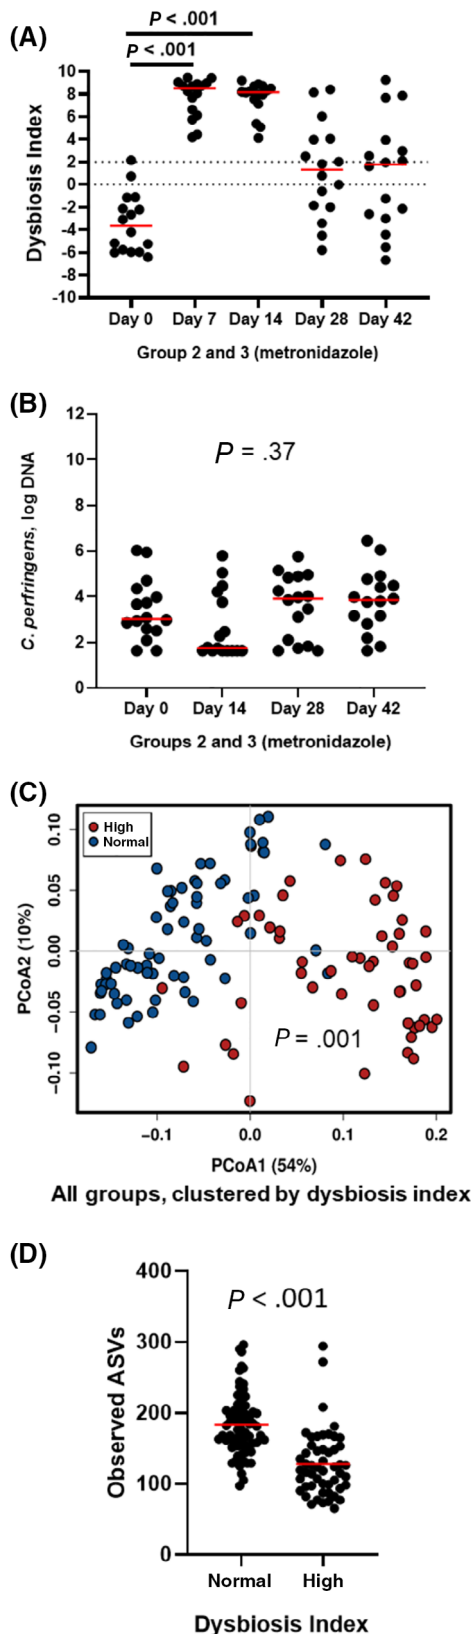 (A)
P < .001
P < .001
Dysbiosis Index
10
8
6
4
2
0
-2
-4
-6
-8
-10
Day 0 Day 7 Day 14 Day 28 Day 42
Group 2 and 3 (metronidazole)
(B)
C. perfringens, log DNA
12
10
8
6
4
2
0
P = .37
Day 0 Day 14 Day 28 Day 42
Groups 2 and 3 (metronidazole)
(C)
High
Normal
PCoA2 (10%)
0.10
0.05
0.00
−0.05
−0.10
P = .001
−0.1 0.0 0.1 0.2
PCoA1 (54%)
All groups, clustered by dysbiosis index
(D)
Observed ASVs
400
300
200
100
0
P < .001
Normal High
Dysbiosis Index